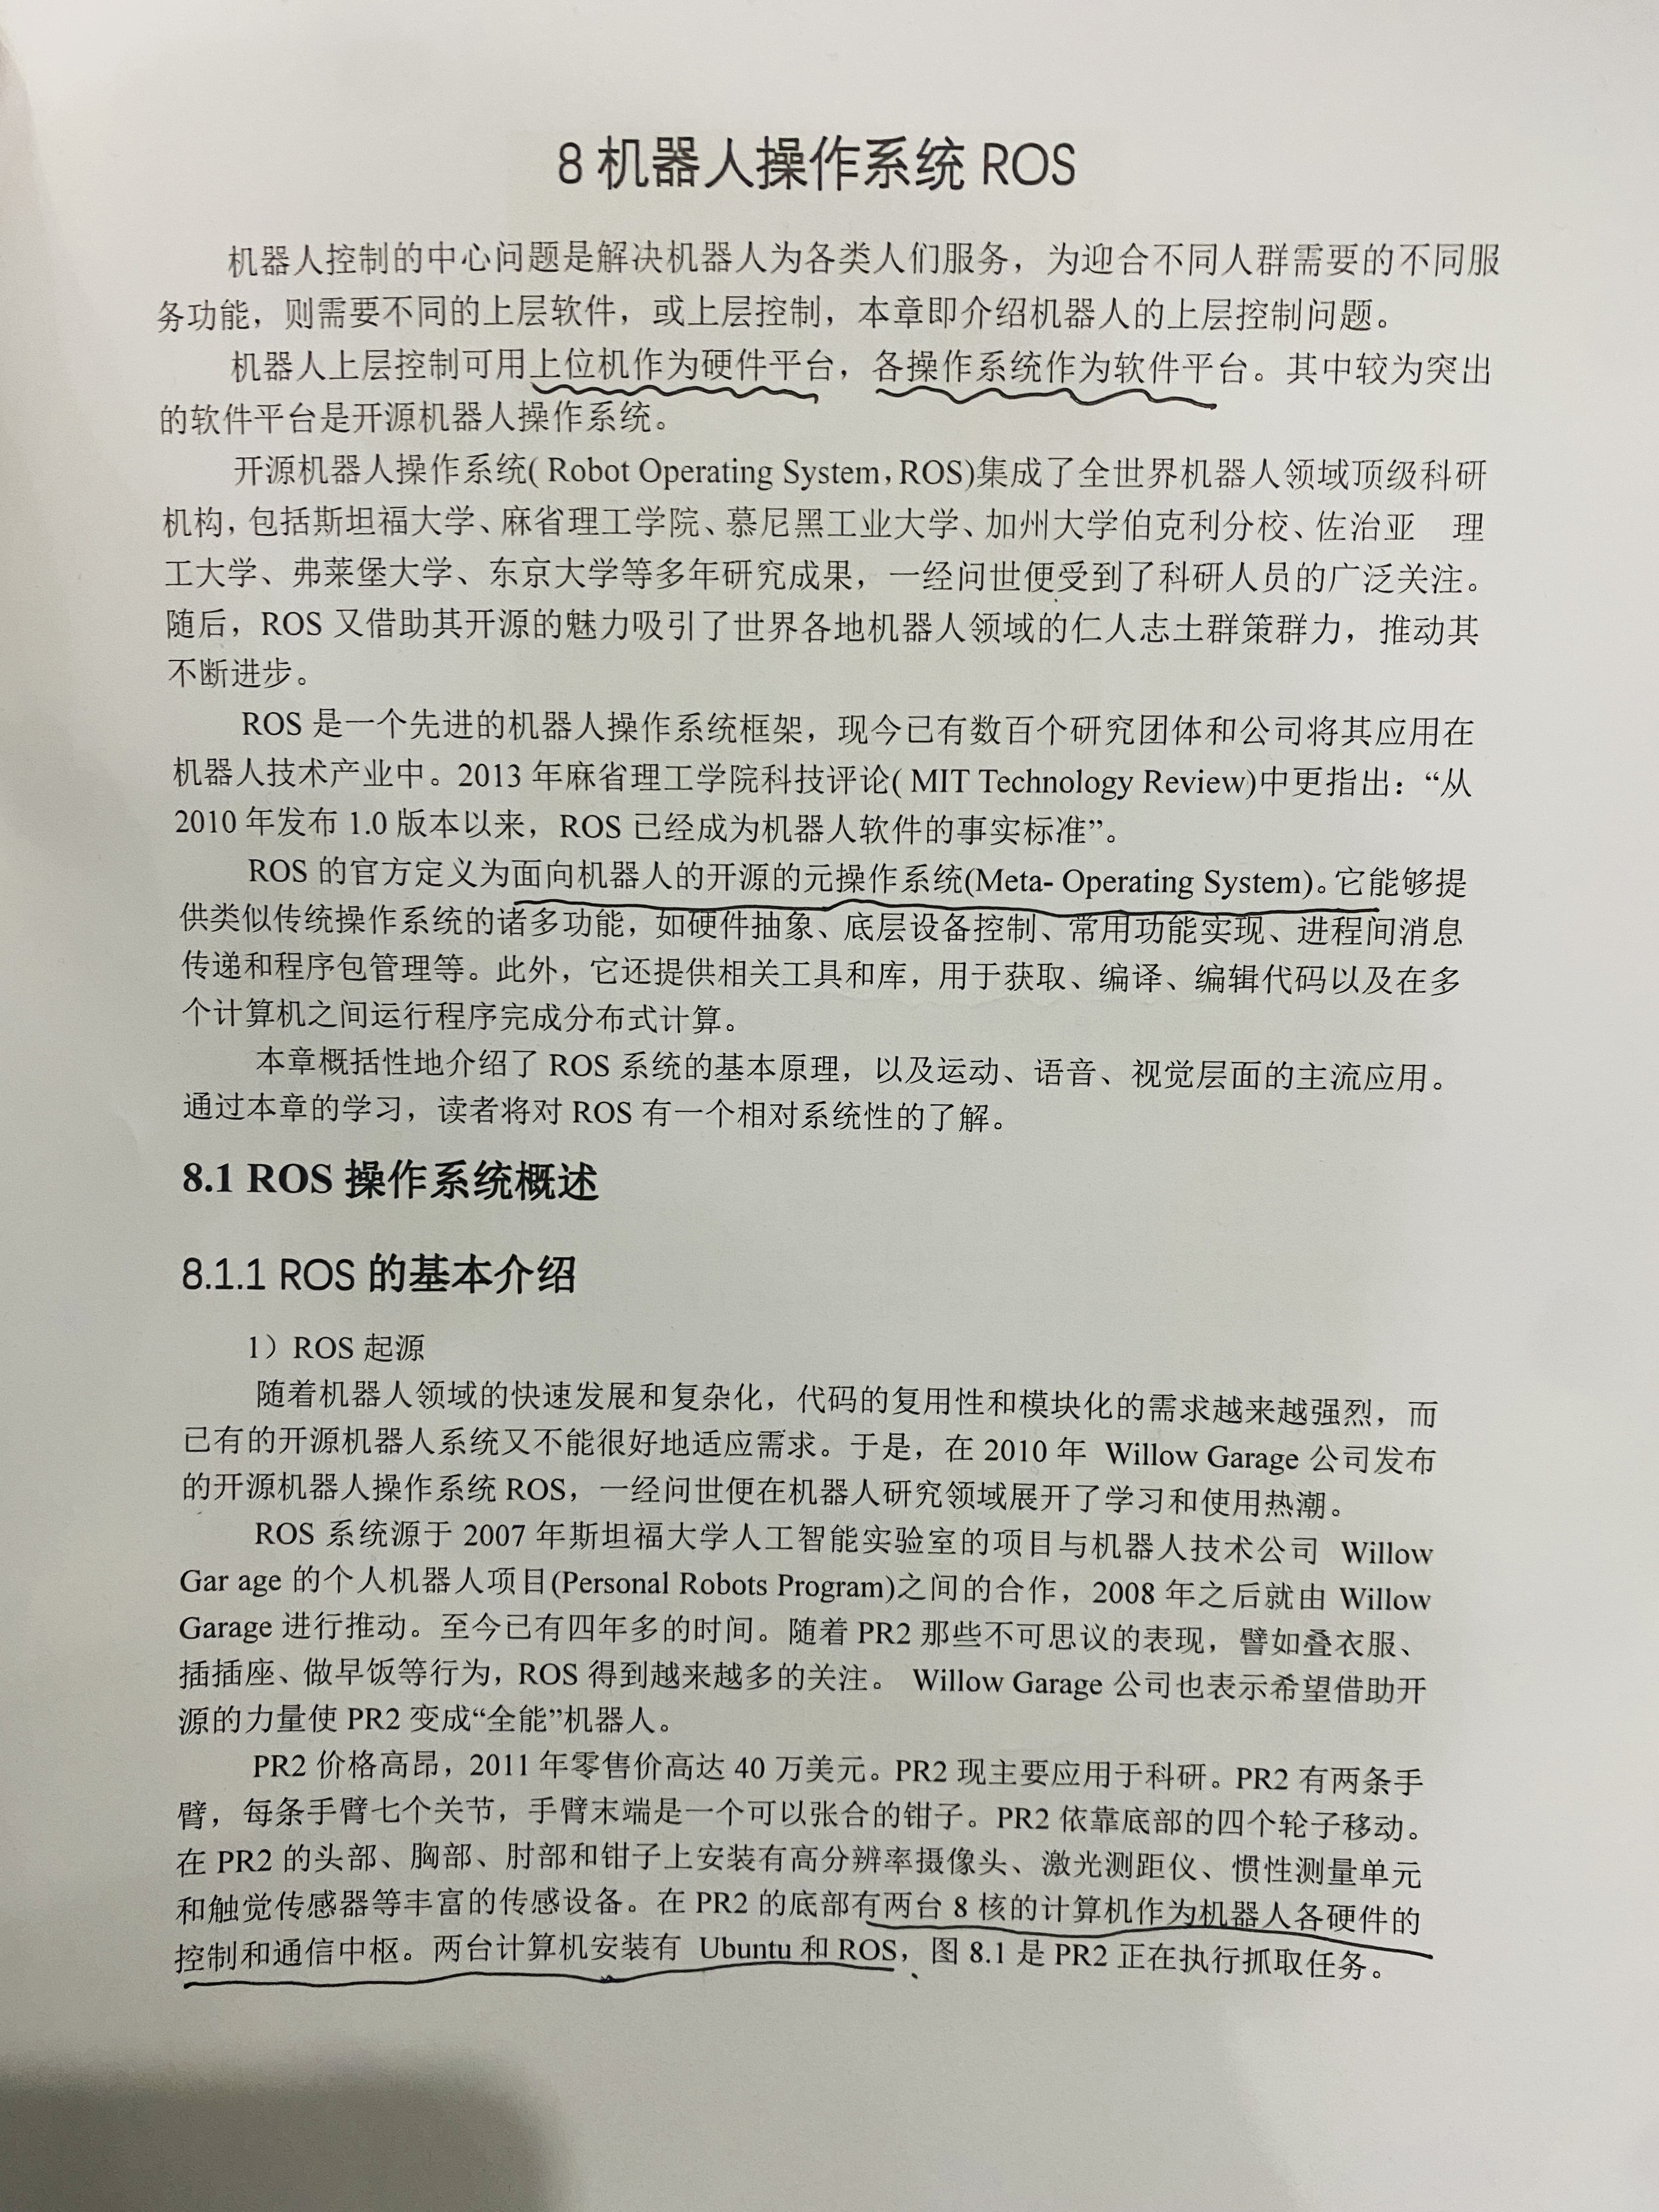 8 机器人操作系统 ROS
机器人控制的中心问题是解决机器人为各类人们服务，为迎合不同人群需要的不同服
务功能，则需要不同的上层软件，或上层控制，本章即介绍机器人的上层控制问题。
机器人上层控制可用上位机作为硬件平台，各操作系统作为软件平台。其中较为突出
的软件平台是开源机器人操作系统。
开源机器人操作系统( Robot Operating System，ROS)集成了全世界机器人领域顶级科研
机构，包括斯坦福大学、麻省理工学院、慕尼黑工业大学、加州大学伯克利分校、佐治亚 理
工大学、弗莱堡大学、东京大学等多年研究成果，一经问世便受到了科研人员的广泛关注。
随后，ROS 又借助其开源的魅力吸引了世界各地机器人领域的仁人志士群策群力，推动其
不断进步。
ROS 是一个先进的机器人操作系统框架，现今已有数百个研究团体和公司将其应用在
机器人技术产业中。2013 年麻省理工学院科技评论( MIT Technology Review)中更指出：“从
2010 年发布 1.0 版本以来，ROS 已经成为机器人软件的事实标准”。
ROS 的官方定义为面向机器人的开源的元操作系统(Meta- Operating System)。它能够提
供类似传统操作系统的诸多功能，如硬件抽象、底层设备控制、常用功能实现、进程间消息
传递和程序包管理等。此外，它还提供相关工具和库，用于获取、编译、编辑代码以及在多
个计算机之间运行程序完成分布式计算。
本章概括性地介绍了 ROS 系统的基本原理，以及运动、语音、视觉层面的主流应用。
通过本章的学习，读者将对 ROS 有一个相对系统性的了解。
8.1 ROS 操作系统概述
8.1.1 ROS 的基本介绍
1）ROS 起源
随着机器人领域的快速发展和复杂化，代码的复用性和模块化的需求越来越强烈，而
已有的开源机器人系统又不能很好地适应需求。于是，在 2010 年 Willow Garage 公司发布
的开源机器人操作系统 ROS，一经问世便在机器人研究领域展开了学习和使用热潮。
ROS 系统源于 2007 年斯坦福大学人工智能实验室的项目与机器人技术公司 Willow
Gar age 的个人机器人项目(Personal Robots Program)之间的合作，2008 年之后就由 Willow
Garage 进行推动。至今已有四年多的时间。随着 PR2 那些不可思议的表现，譬如叠衣服、
插插座、做早饭等行为，ROS 得到越来越多的关注。 Willow Garage 公司也表示希望借助开
源的力量使 PR2 变成“全能”机器人。
PR2 价格高昂，2011 年零售价高达 40 万美元。PR2 现主要应用于科研。PR2 有两条手
臂，每条手臂七个关节，手臂末端是一个可以张合的钳子。PR2 依靠底部的四个轮子移动。
在 PR2 的头部、胸部、肘部和钳子上安装有高分辨率摄像头、激光测距仪、惯性测量单元
和触觉传感器等丰富的传感设备。在 PR2 的底部有两台 8 核的计算机作为机器人各硬件的
控制和通信中枢。两台计算机安装有 Ubuntu 和 ROS，图 8.1 是 PR2 正在执行抓取任务。